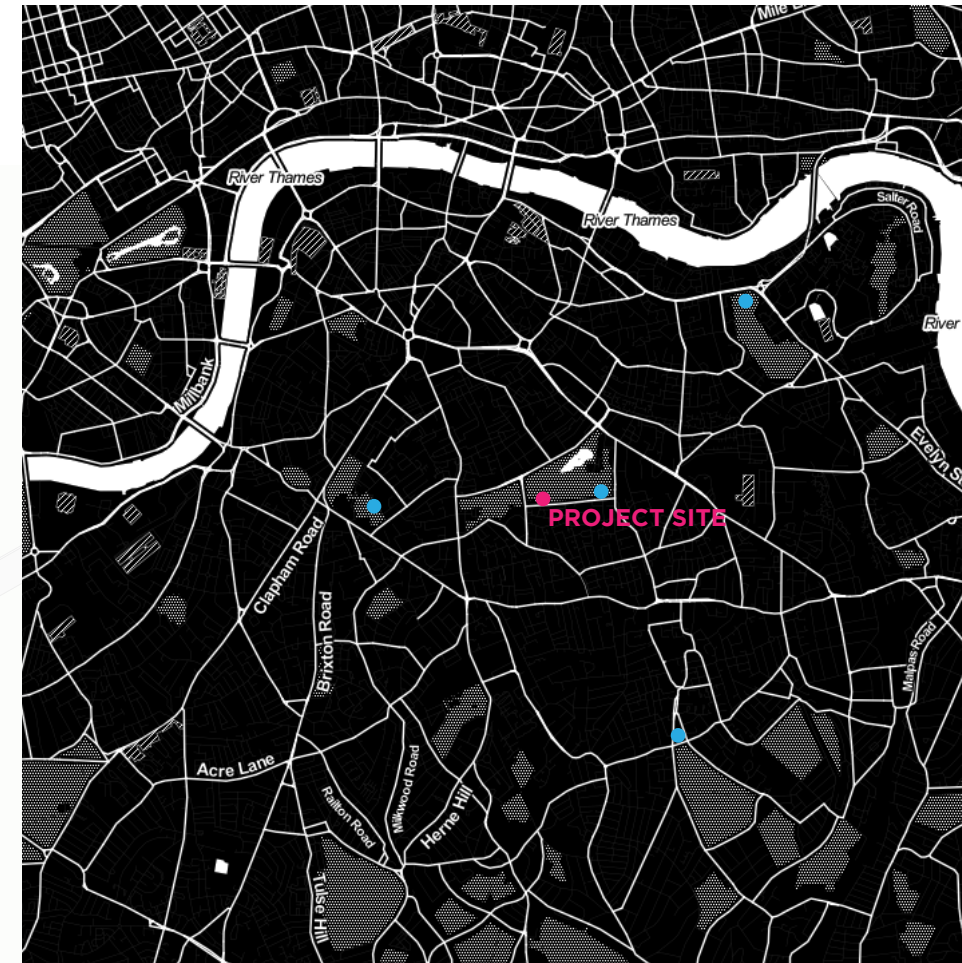 Mile E
River Thames
River Thames
Salter Road
River
Millbank
Evelyn St
PROJECT SITE
Clapham Road
Brixton Road
Malpas Road
Acre Lane
Milkwood Road
Railton Road
Herne Hill
Tulse Hill